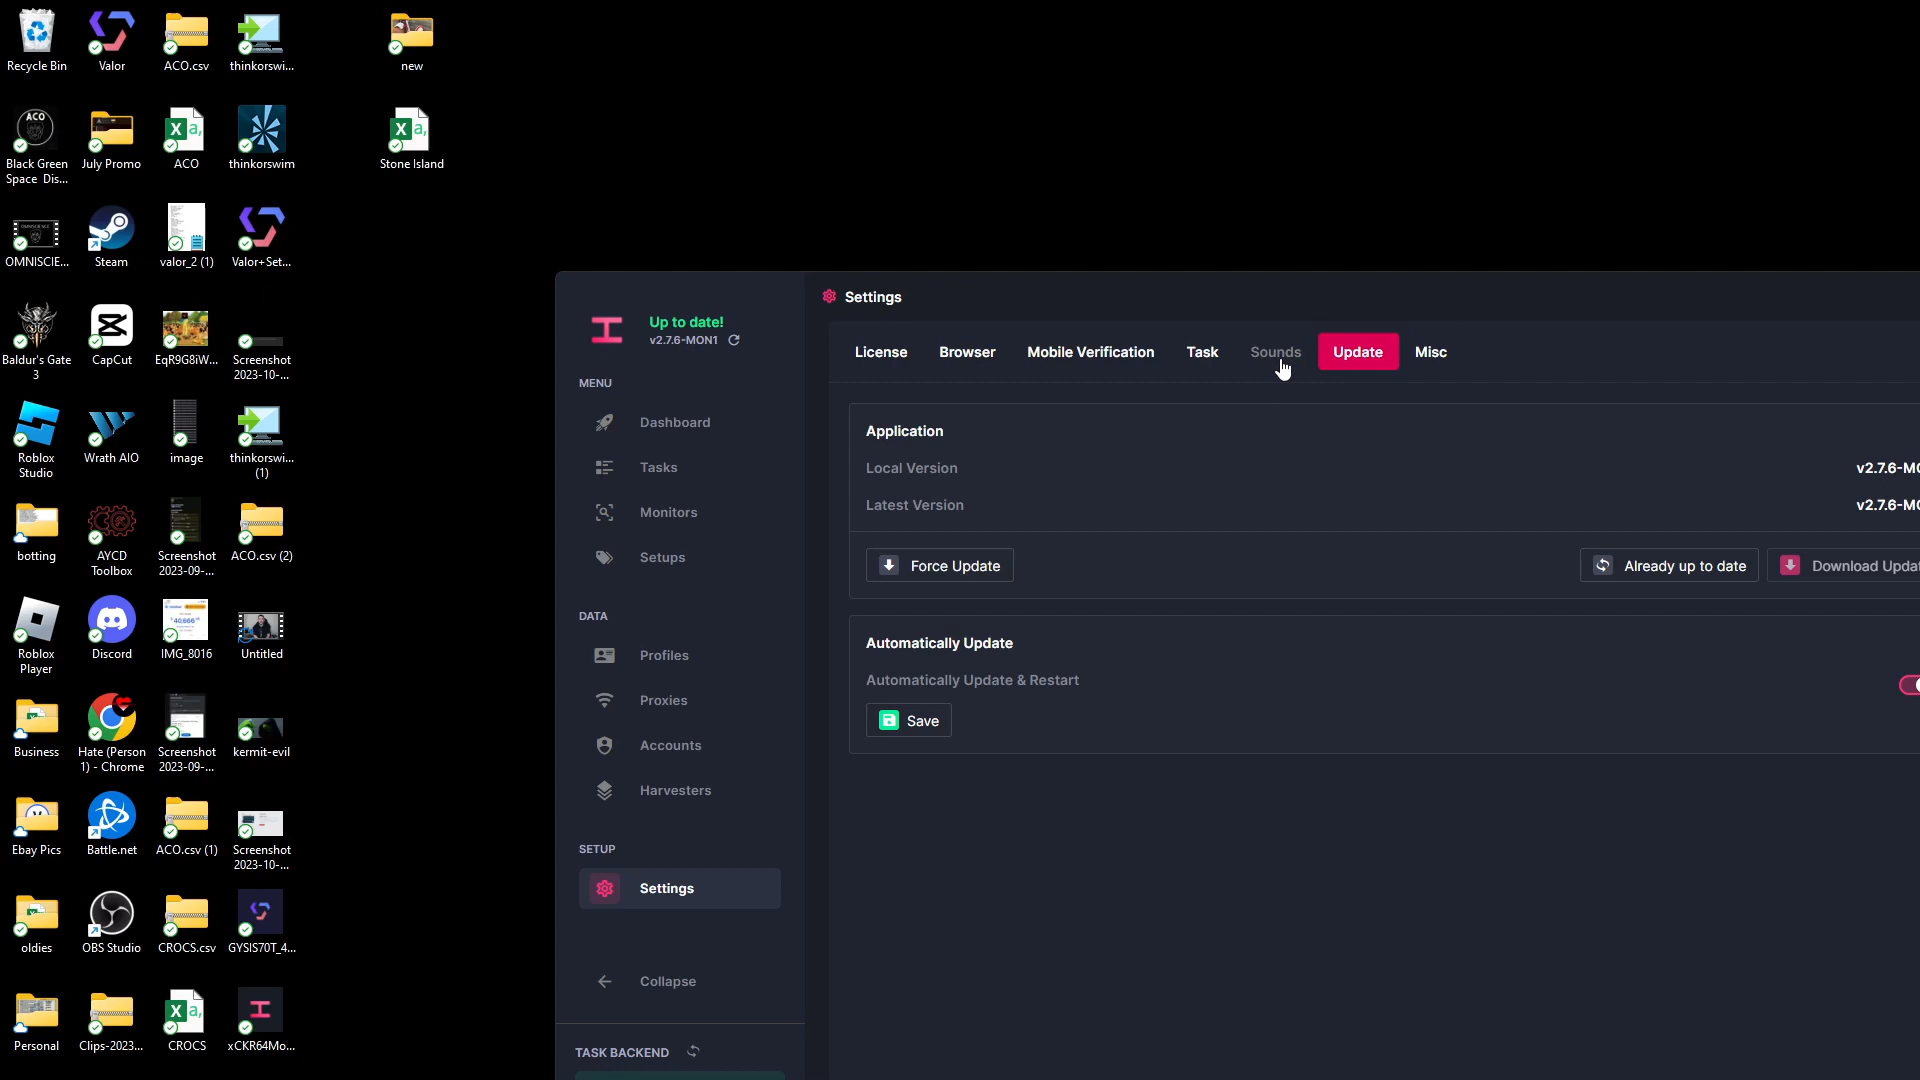 Recycle Bin
Valor
ACO.csv
thinkorswi...
new
Black Green
Space Dis...
July Promo
ACO
thinkorswim
Stone Island
OMNISCIE...
Steam
valor_2 (1)
Valor+Set...
Baldur's Gate
3
CapCut
EqR9G8iW...
Screenshot
2023-10-...
Roblox
Studio
Wrath AIO
image
thinkorswi...
(1)
botting
AYCD
Toolbox
Screenshot
2023-09-...
ACO.csv (2)
Roblox
Player
Discord
IMG_8016
Untitled
Business
Hate (Person
1) - Chrome
Screenshot
2023-09-...
kermit-evil
Ebay Pics
Battle.net
ACO.csv (1)
Screenshot
2023-10-...
oldies
OBS Studio
CROCS.csv
GYSIS70T_4...
Personal
Clips-2023...
CROCS
xCKR64Mo...
Up to date!
v2.7.6-MON1
MENU
Dashboard
Tasks
Monitors
Setups
DATA
Profiles
Proxies
Accounts
Harvesters
SETUP
Settings
Collapse
TASK BACKEND
Settings
License Browser Mobile Verification Task Sounds Update Misc
Application
Local Version v2.7.6-MO
Latest Version v2.7.6-MO
Force Update Already up to date Download Updat
Automatically Update
Automatically Update & Restart
Save